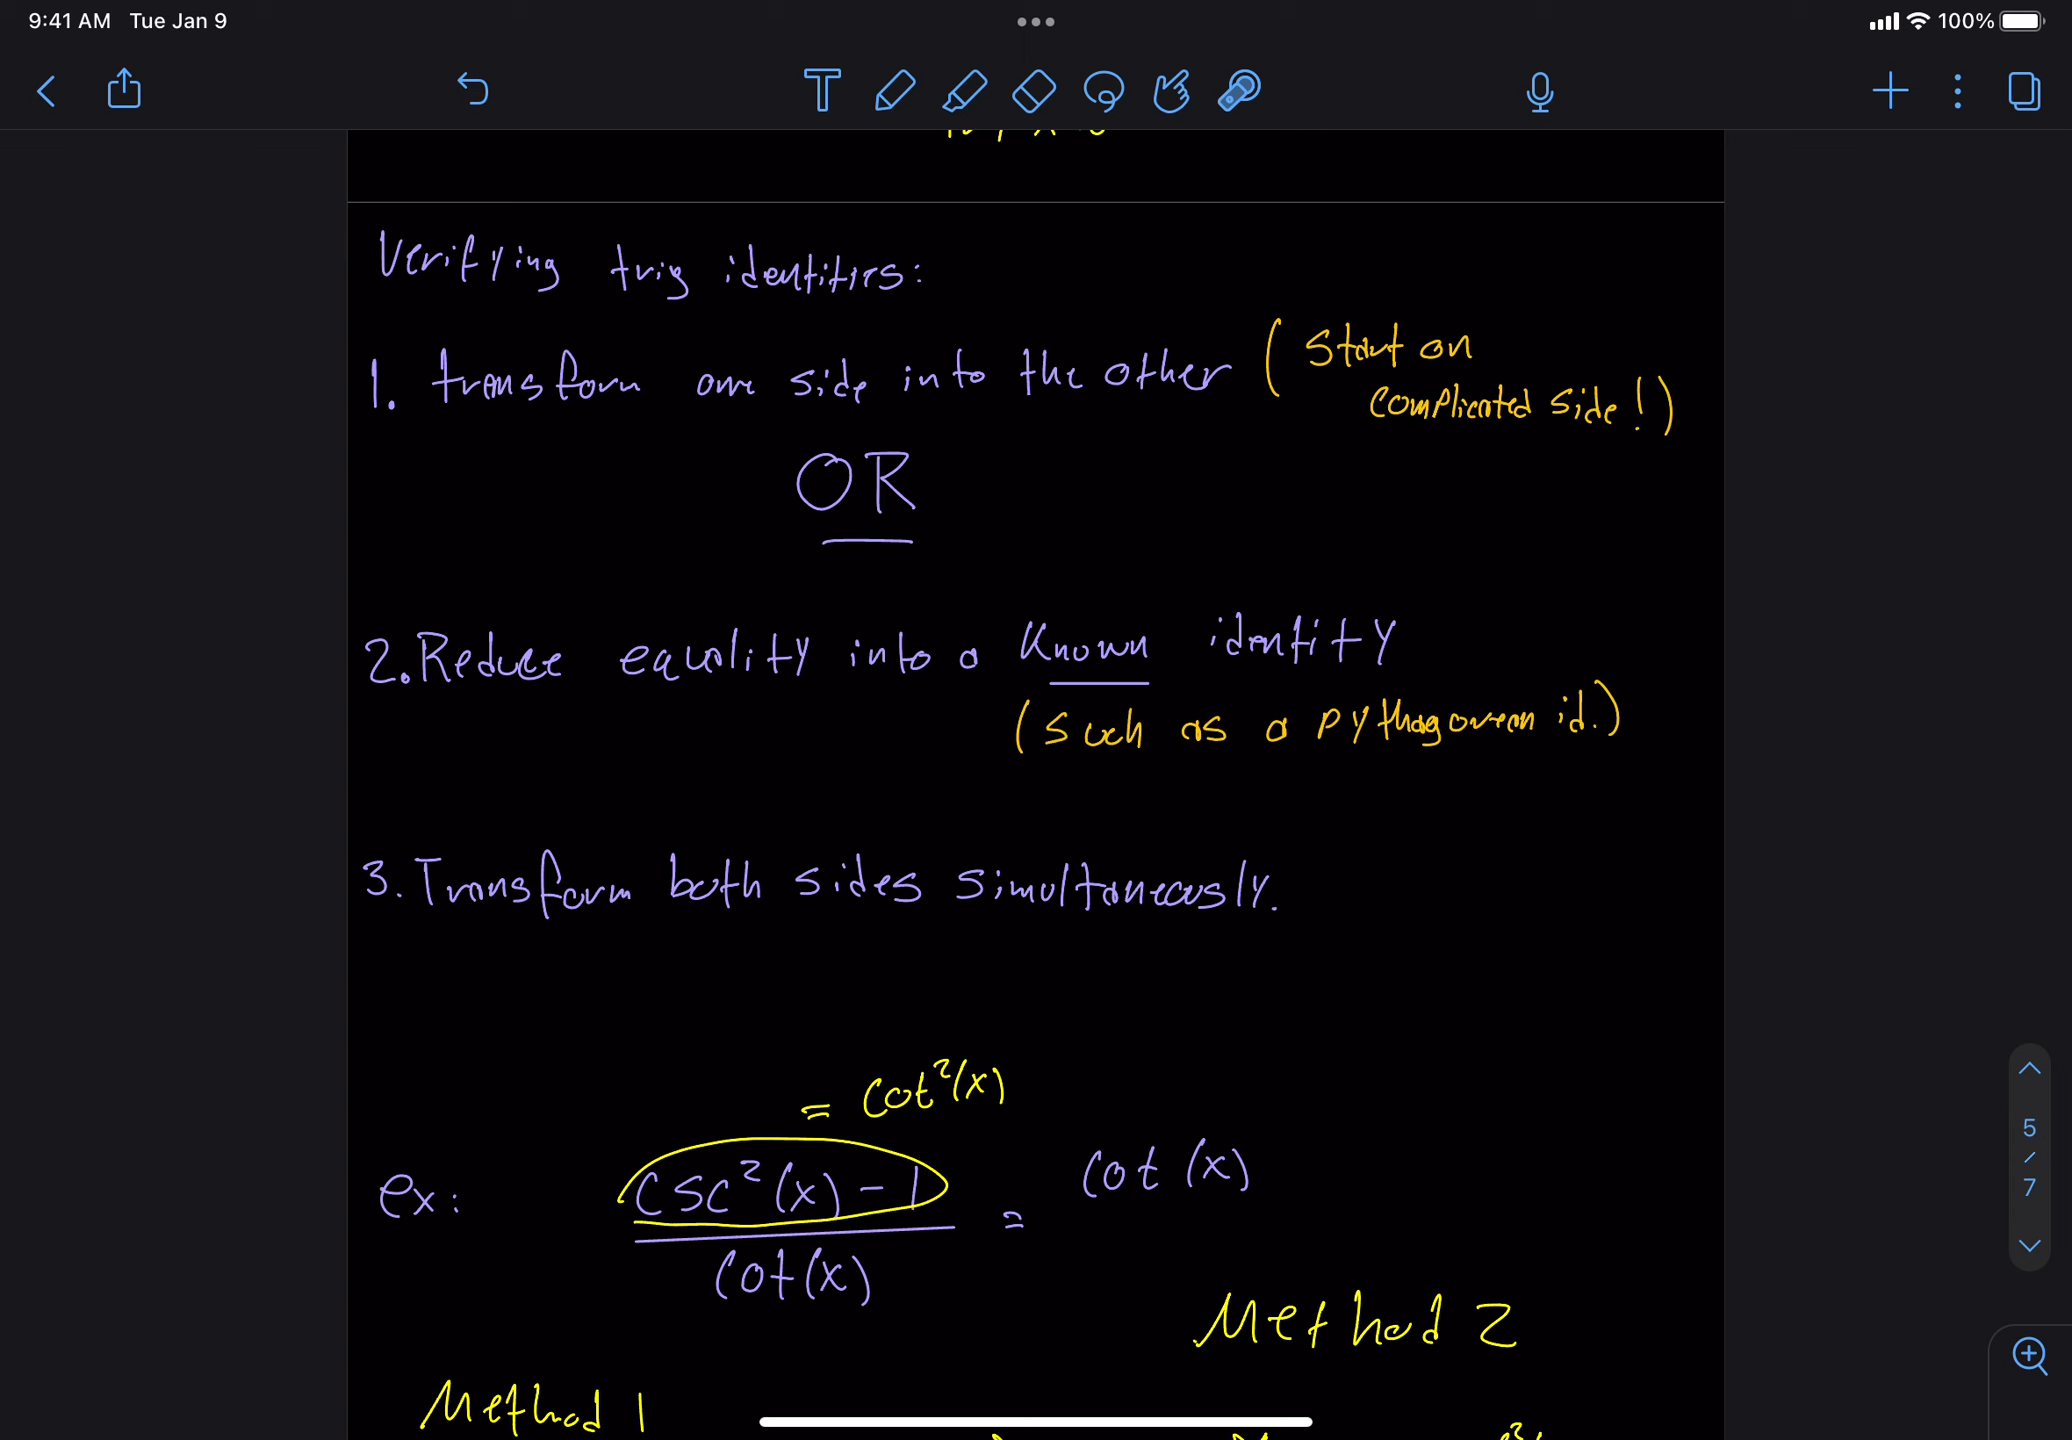 9:41 AM Tue Jan 9
100%
Verifying trig identities:
1. transform one side into the other (Start on
complicated side!)
OR
2. Reduce equality into a known identity
(such as a pythagorean id.)
3. Transform both sides simultaneously.
= cot²(x)
ex: csc²(x) - 1
= cot(x)
cot(x)
5
/
7
Method 2
Method 1